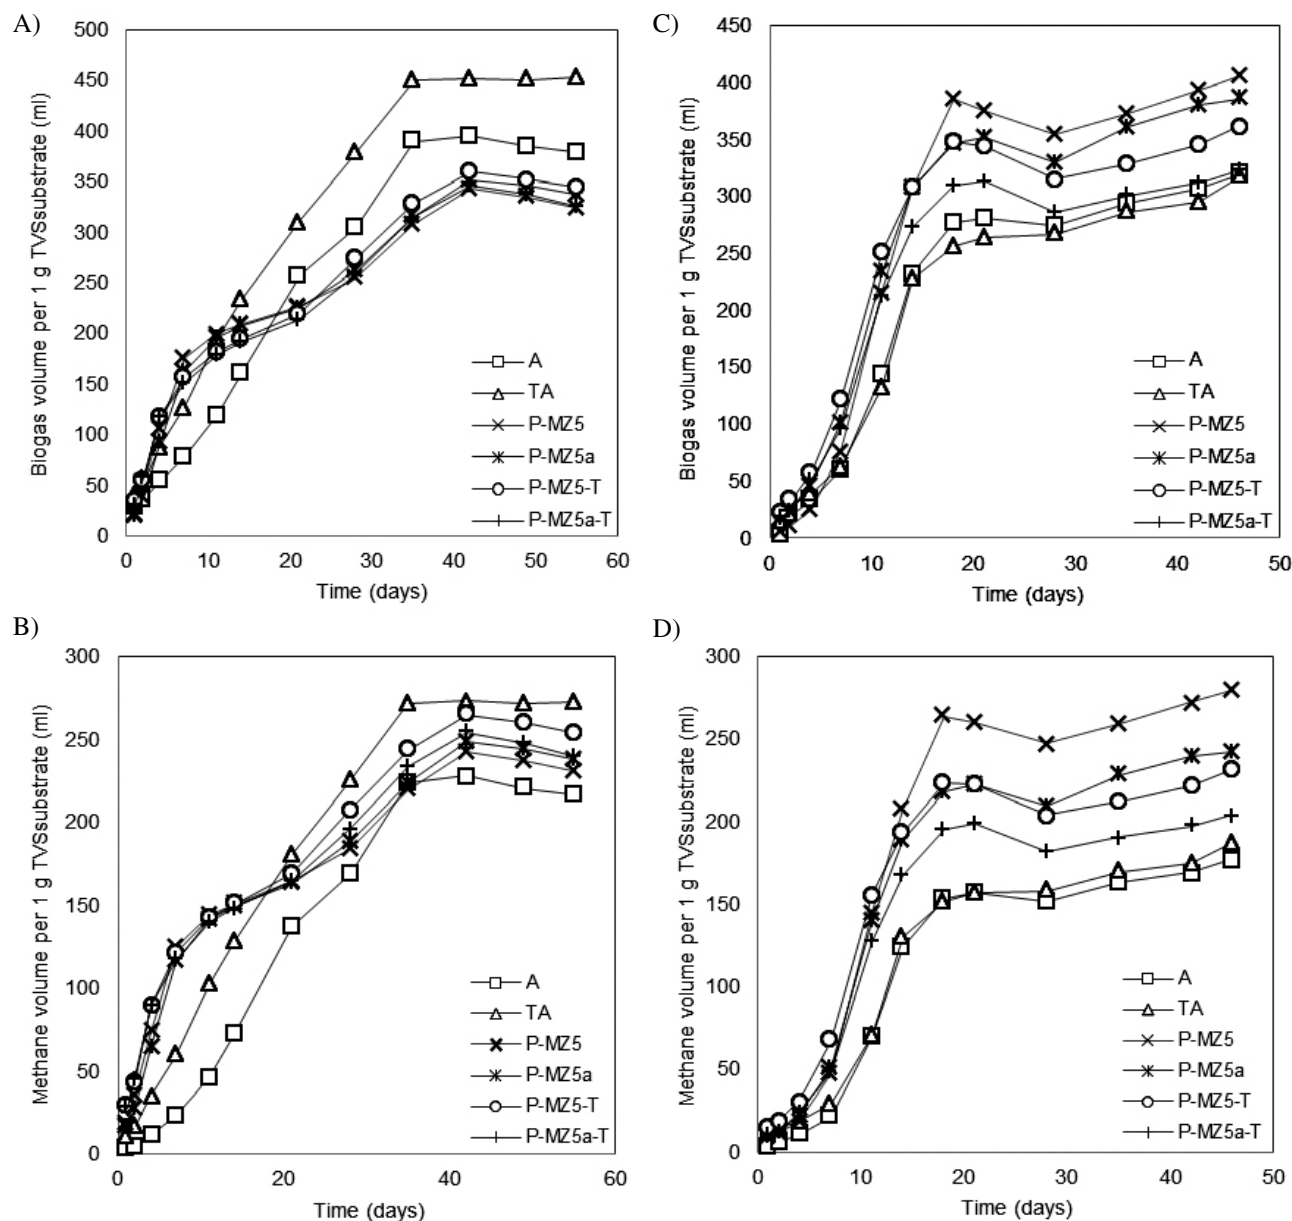 A)
500
450
400
350
300
250
200
150
100
50
0
0 10 20 30 40 50 60
Time (days)
Biogas volume per 1 g TVSsubstrate (ml)
A
TA
P-MZ5
P-MZ5a
P-MZ5-T
P-MZ5a-T
C)
450
400
350
300
250
200
150
100
50
0
0 10 20 30 40 50
Time (days)
Biogas volume per 1 g TVSsubstrate (ml)
A
TA
P-MZ5
P-MZ5a
P-MZ5-T
P-MZ5a-T
B)
300
250
200
150
100
50
0
0 20 40 60
Time (days)
Methane volume per 1 g TVSsubstrate (ml)
A
TA
P-MZ5
P-MZ5a
P-MZ5-T
P-MZ5a-T
D)
300
250
200
150
100
50
0
0 10 20 30 40 50
Time (days)
Methane volume per 1 g TVSsubstrate (ml)
A
TA
P-MZ5
P-MZ5a
P-MZ5-T
P-MZ5a-T